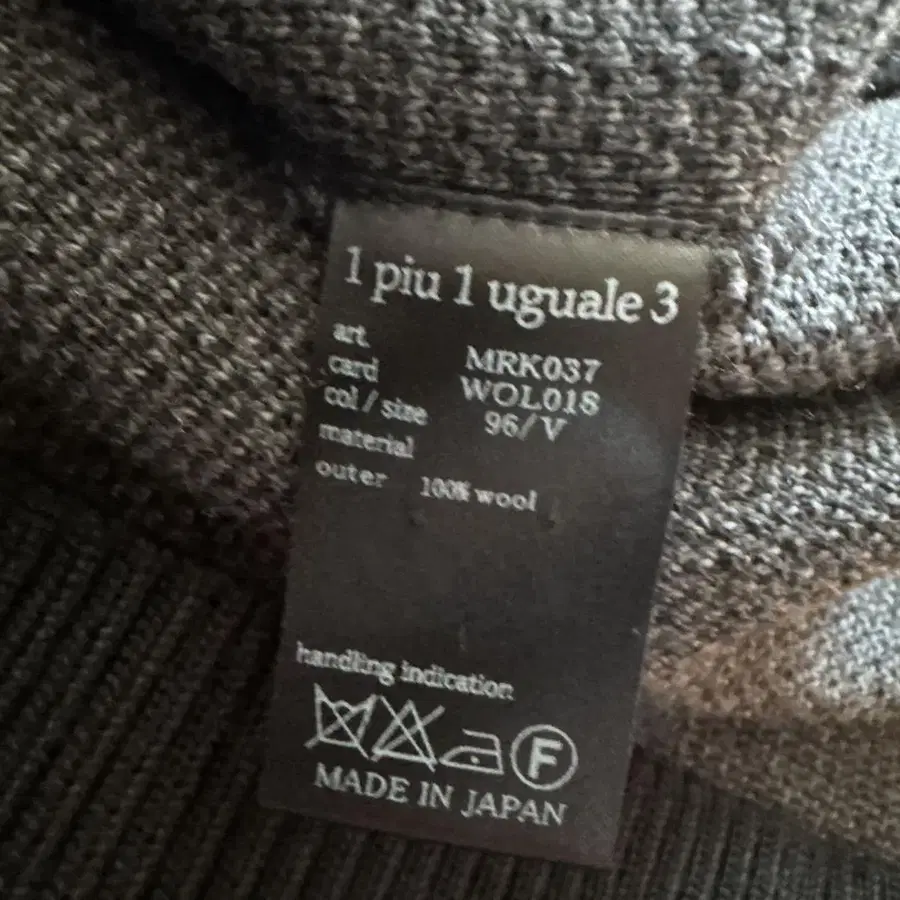 1 piu 1 uguale 3
art. MRK037
card WOL018
col / size 96/V
material
outer 100% wool
handling indication
F
MADE IN JAPAN